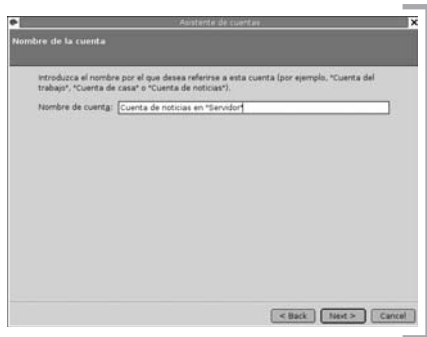 Asistente de cuentas
Nombre de la cuenta
Introduzca el nombre por el que desea referirse a esta cuenta (por ejemplo, "Cuenta del
trabajo", "Cuenta de casa" o "Cuenta de noticias").
Nombre de cuenta: Cuenta de noticias en "Servidor"
< Back Next > Cancel